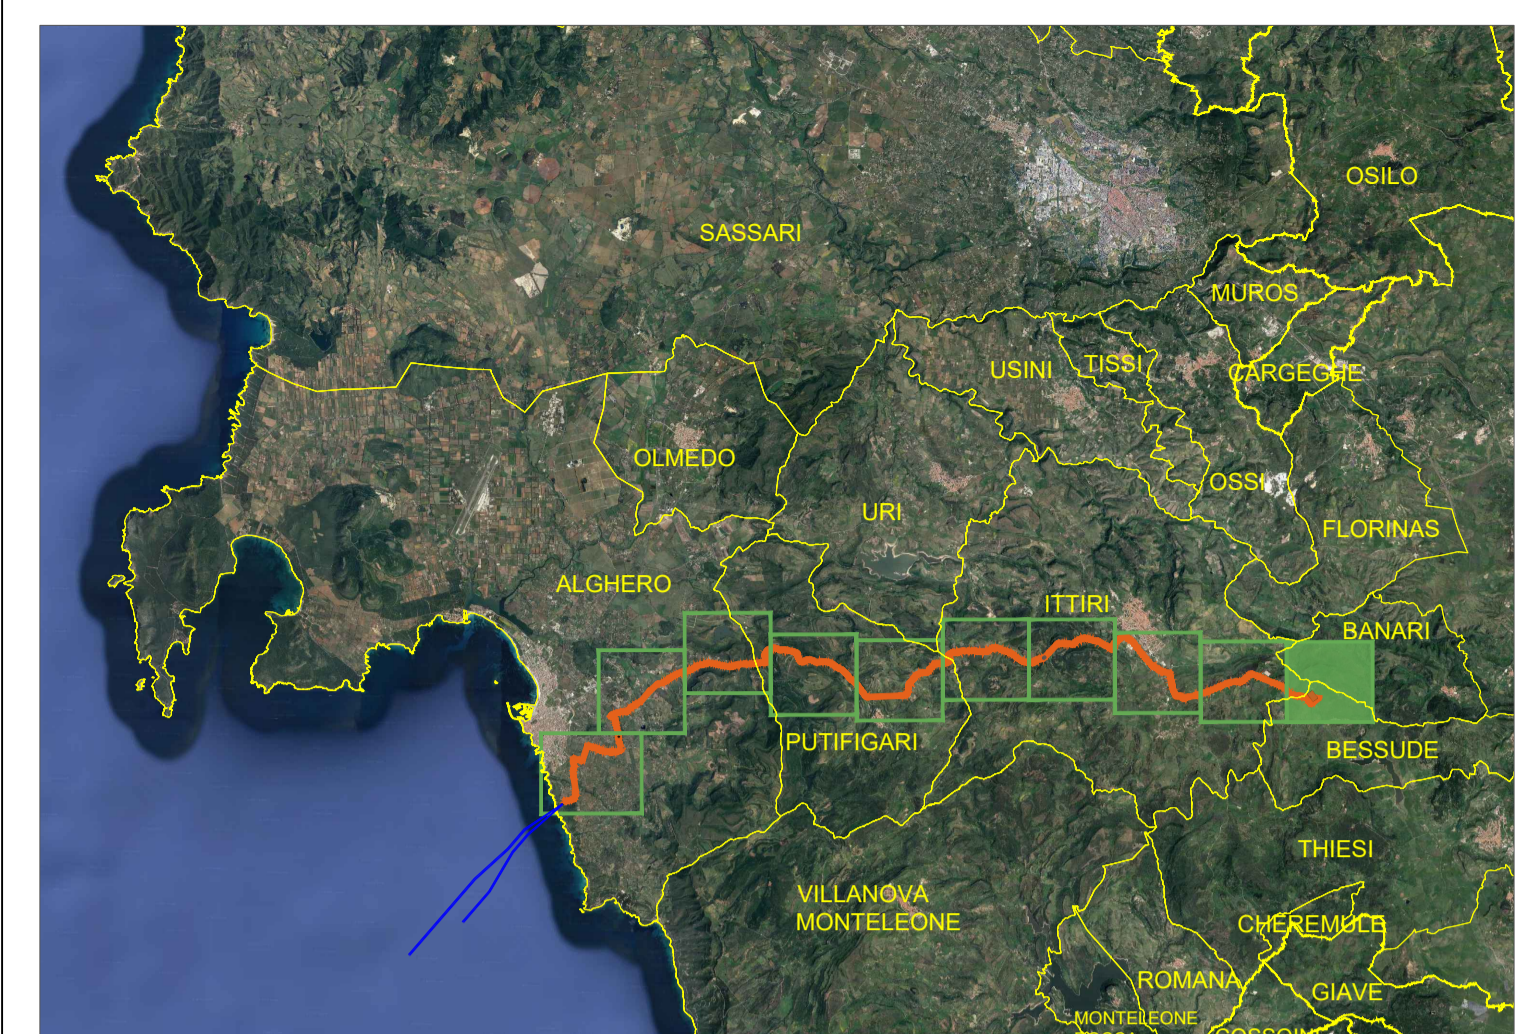 OSILO
SASSARI
MUROS
USINI
TISSI
CARGEGHE
OLMEDO
OSSI
URI
FLORINAS
ALGHERO
ITTIRI
BANARI
PUTIFIGARI
BESSUDE
THIESI
VILLANOVA
MONTELEONE
CHEREMULE
ROMANA
GIAVE
MONTELEONE